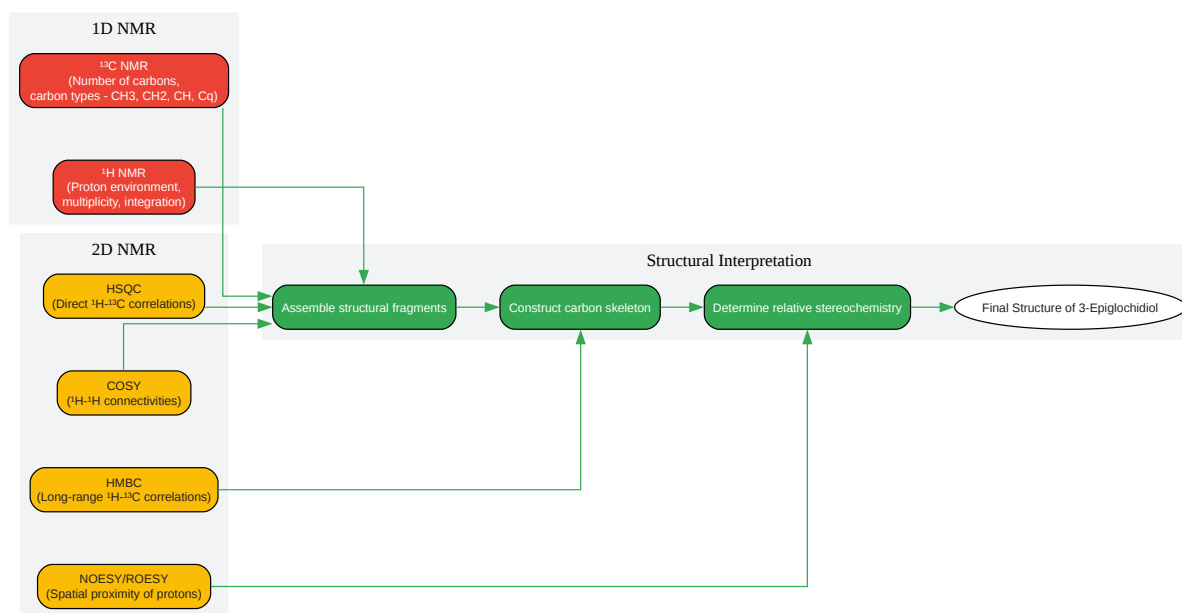 1D NMR
¹³C NMR
(Number of carbons,
carbon types - CH3, CH2, CH, Cq)
¹H NMR
(Proton environment,
multiplicity, integration)
2D NMR
HSQC
(Direct ¹H-¹³C correlations)
COSY
(¹H-¹H connectivities)
HMBC
(Long-range ¹H-¹³C correlations)
NOESY/ROESY
(Spatial proximity of protons)
Structural Interpretation
Assemble structural fragments
Construct carbon skeleton
Determine relative stereochemistry
Final Structure of 3-Epiglochidiol